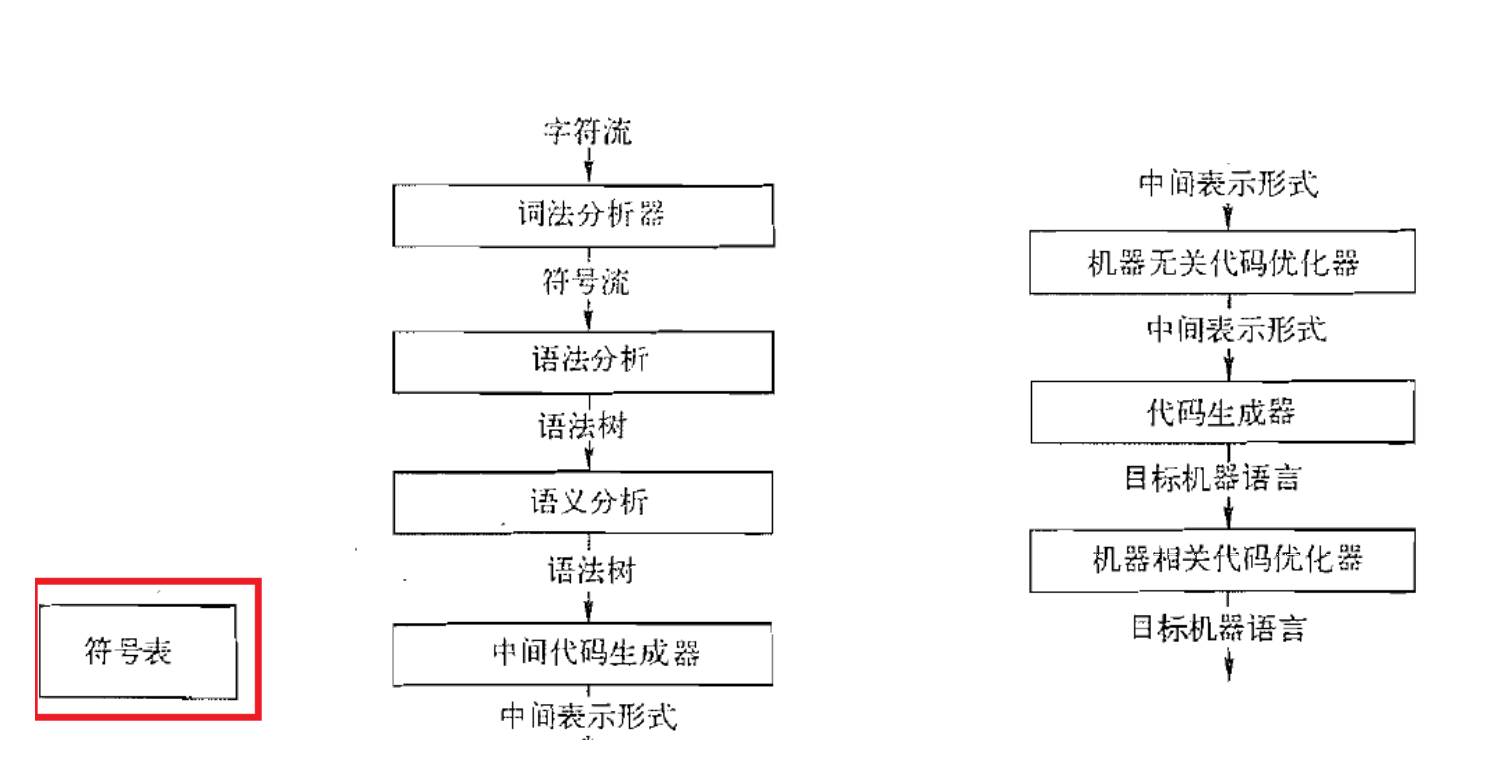 字符流
词法分析器
符号流
语法分析
语法树
语义分析
语法树
中间代码生成器
中间表示形式
符号表
中间表示形式
机器无关代码优化器
中间表示形式
代码生成器
目标机器语言
机器相关代码优化器
目标机器语言